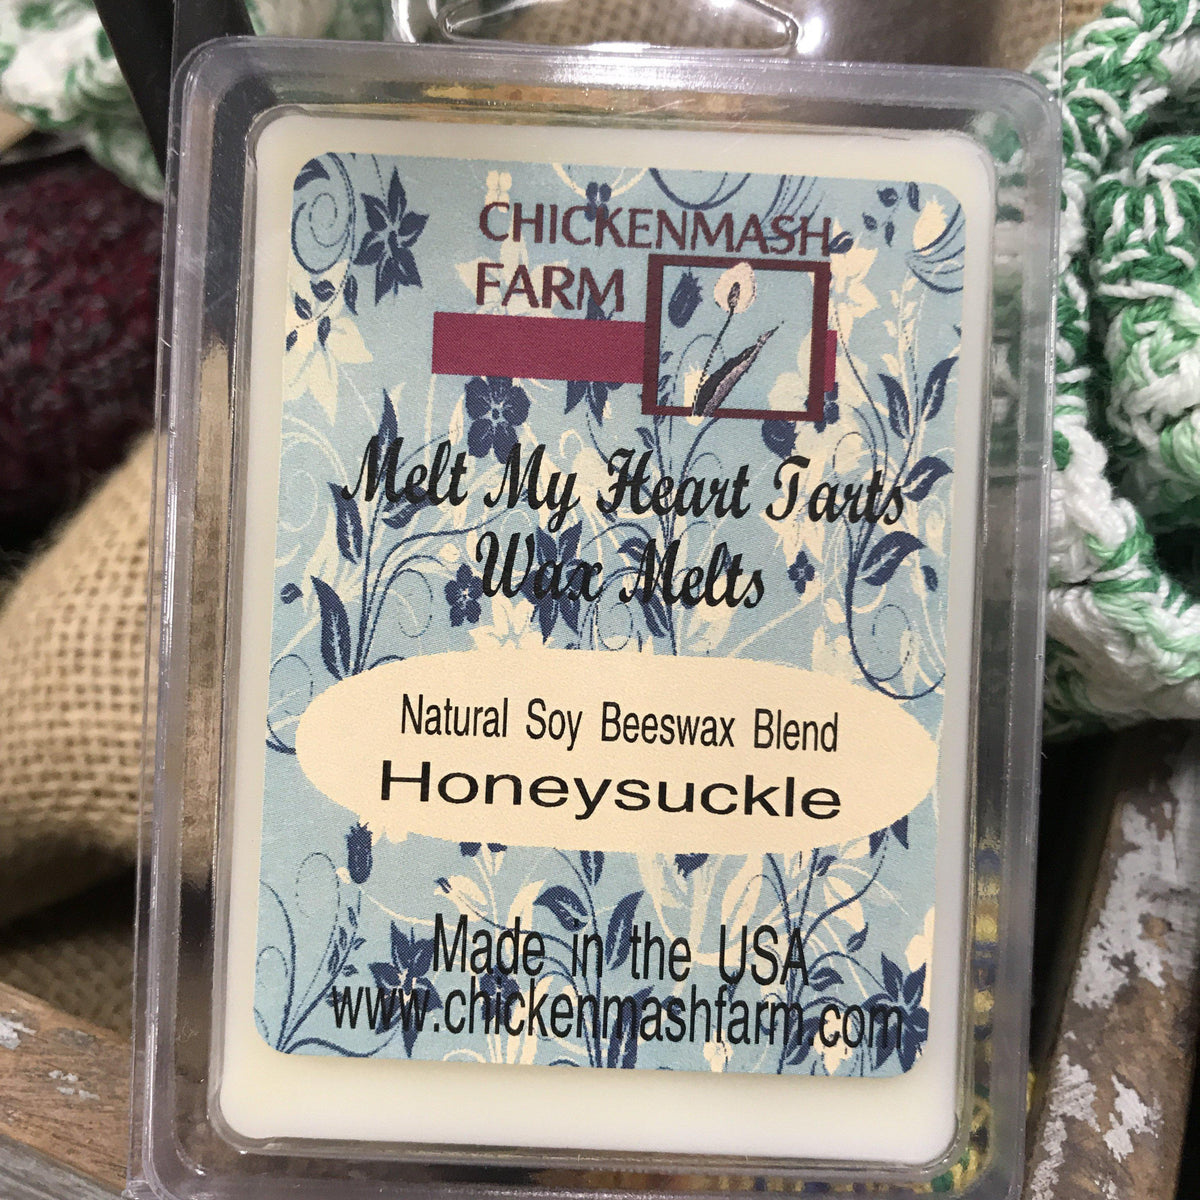 CHICKENMASH
FARM
Melt My Heart Tarts
Wax Melts
Natural Soy Beeswax Blend
Honeysuckle
Made in the USA
www.chickenmashfarm.com